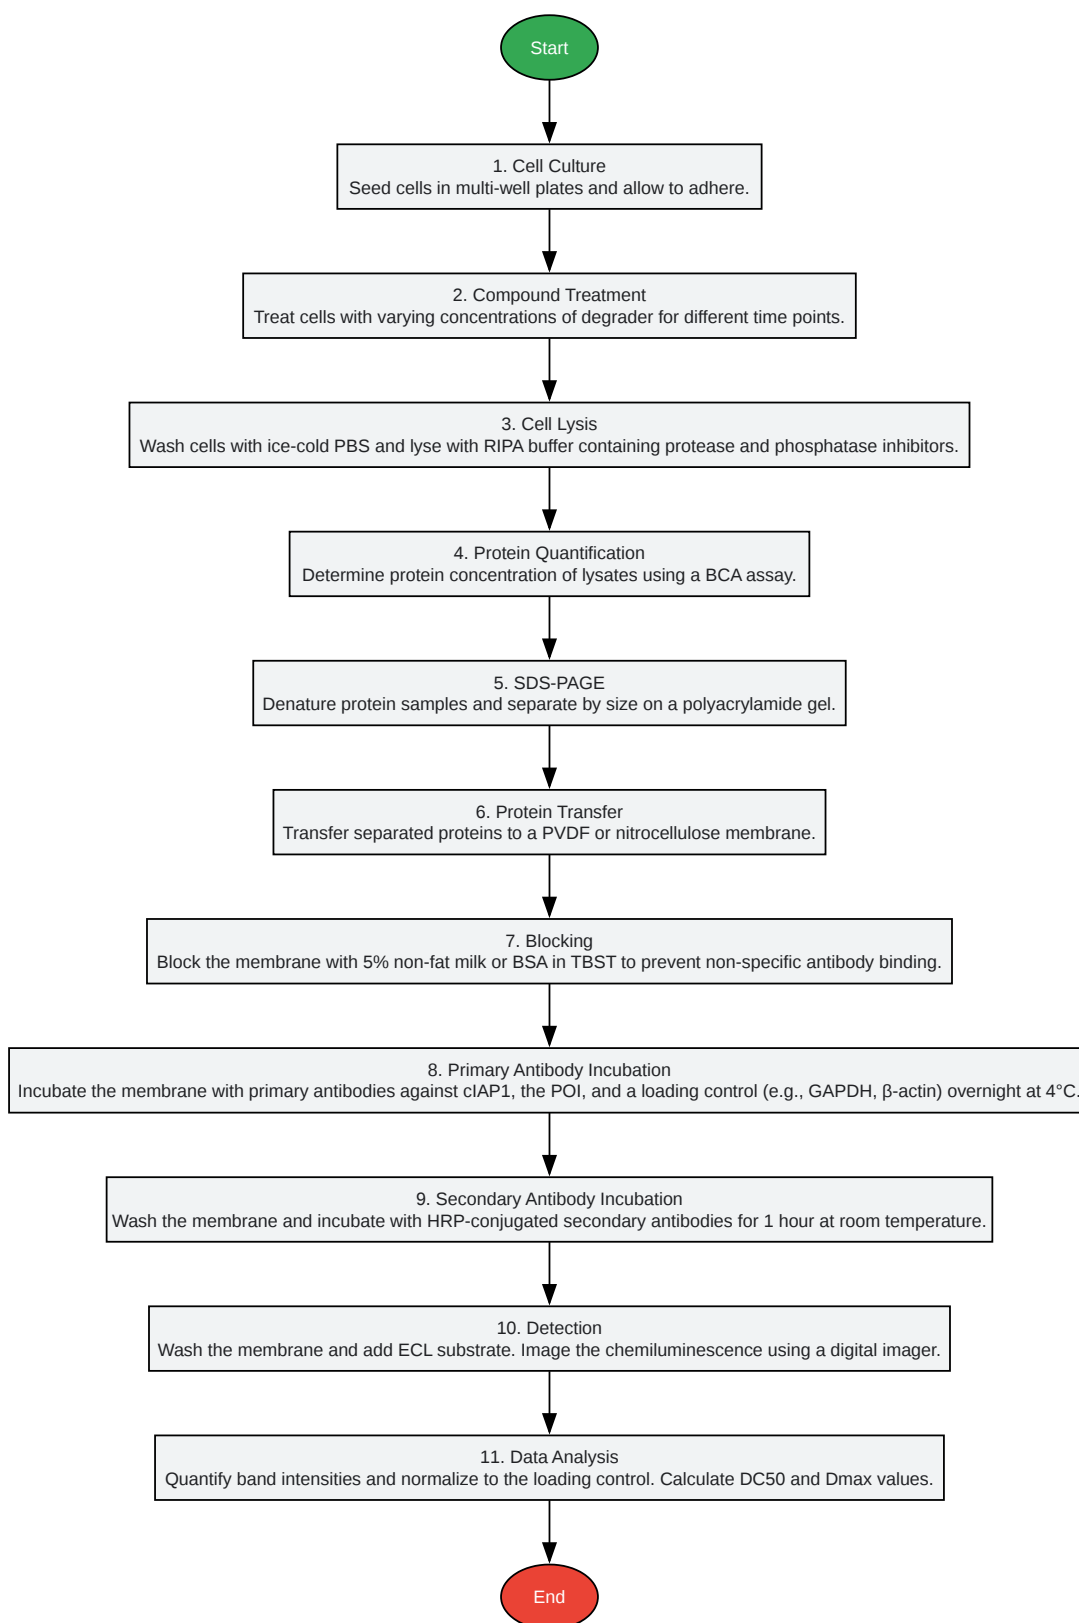 Start
1. Cell Culture
Seed cells in multi-well plates and allow to adhere.
2. Compound Treatment
Treat cells with varying concentrations of degrader for different time points.
3. Cell Lysis
Wash cells with ice-cold PBS and lyse with RIPA buffer containing protease and phosphatase inhibitors.
4. Protein Quantification
Determine protein concentration of lysates using a BCA assay.
5. SDS-PAGE
Denature protein samples and separate by size on a polyacrylamide gel.
6. Protein Transfer
Transfer separated proteins to a PVDF or nitrocellulose membrane.
7. Blocking
Block the membrane with 5% non-fat milk or BSA in TBST to prevent non-specific antibody binding.
8. Primary Antibody Incubation
Incubate the membrane with primary antibodies against cIAP1, the POI, and a loading control (e.g., GAPDH, β-actin) overnight at 4°C.
9. Secondary Antibody Incubation
Wash the membrane and incubate with HRP-conjugated secondary antibodies for 1 hour at room temperature.
10. Detection
Wash the membrane and add ECL substrate. Image the chemiluminescence using a digital imager.
11. Data Analysis
Quantify band intensities and normalize to the loading control. Calculate DC50 and Dmax values.
End